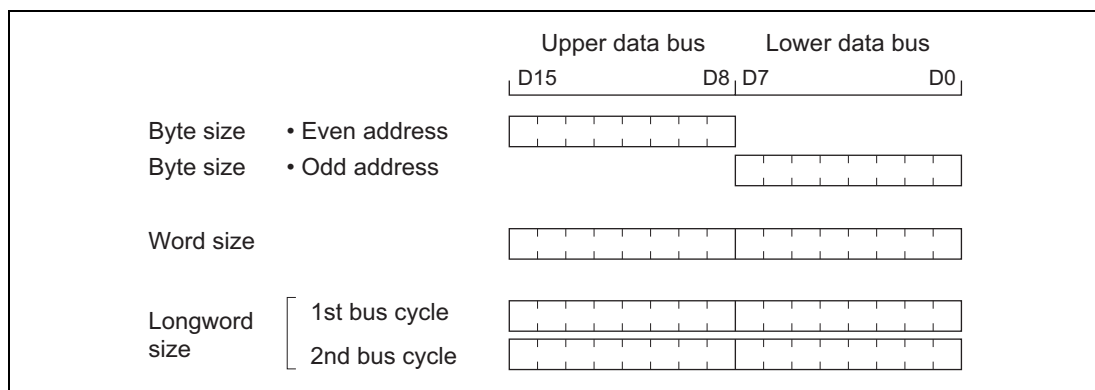 Upper data bus Lower data bus
D15 D8 D7 D0
Byte size • Even address
Byte size • Odd address
Word size
Longword size
1st bus cycle
2nd bus cycle